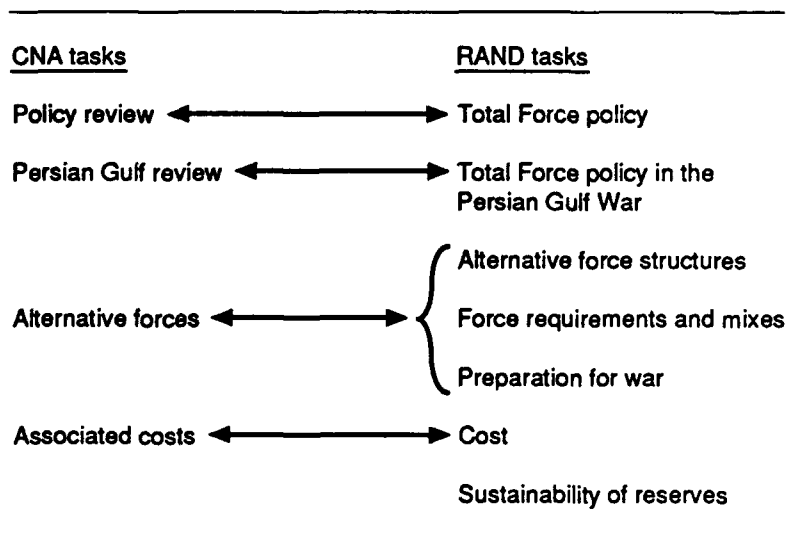 CNA tasks
RAND tasks
Policy review
Total Force policy
Persian Gulf review
Total Force policy in the
Persian Gulf War
Alternative forces
Alternative force structures
Force requirements and mixes
Preparation for war
Associated costs
Cost
Sustainability of reserves